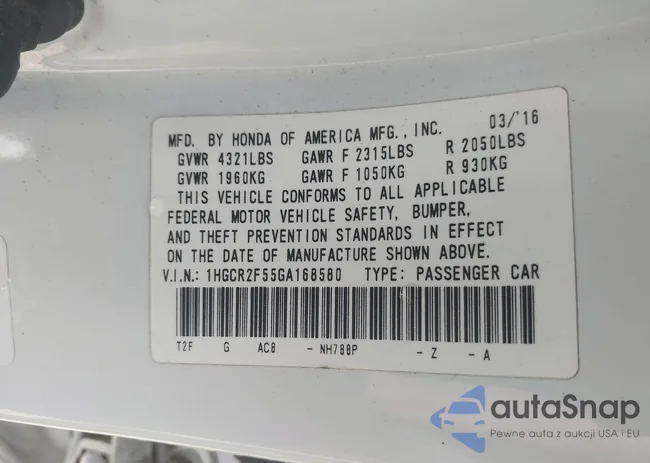 03/'16
MFD. BY HONDA OF AMERICA MFG., INC.
GVWR 4321LBS GAWR F 2315LBS R 2050LBS
GVWR 1960KG GAWR F 1050KG R 930KG
THIS VEHICLE CONFORMS TO ALL APPLICABLE
FEDERAL MOTOR VEHICLE SAFETY, BUMPER,
AND THEFT PREVENTION STANDARDS IN EFFECT
ON THE DATE OF MANUFACTURE SHOWN ABOVE.
V.I.N.: 1HGCR2F55GA168580 TYPE: PASSENGER CAR
T2F G AC8 - NH788P - Z - A
autaSnap
Pewne auta z aukcji USA i EU